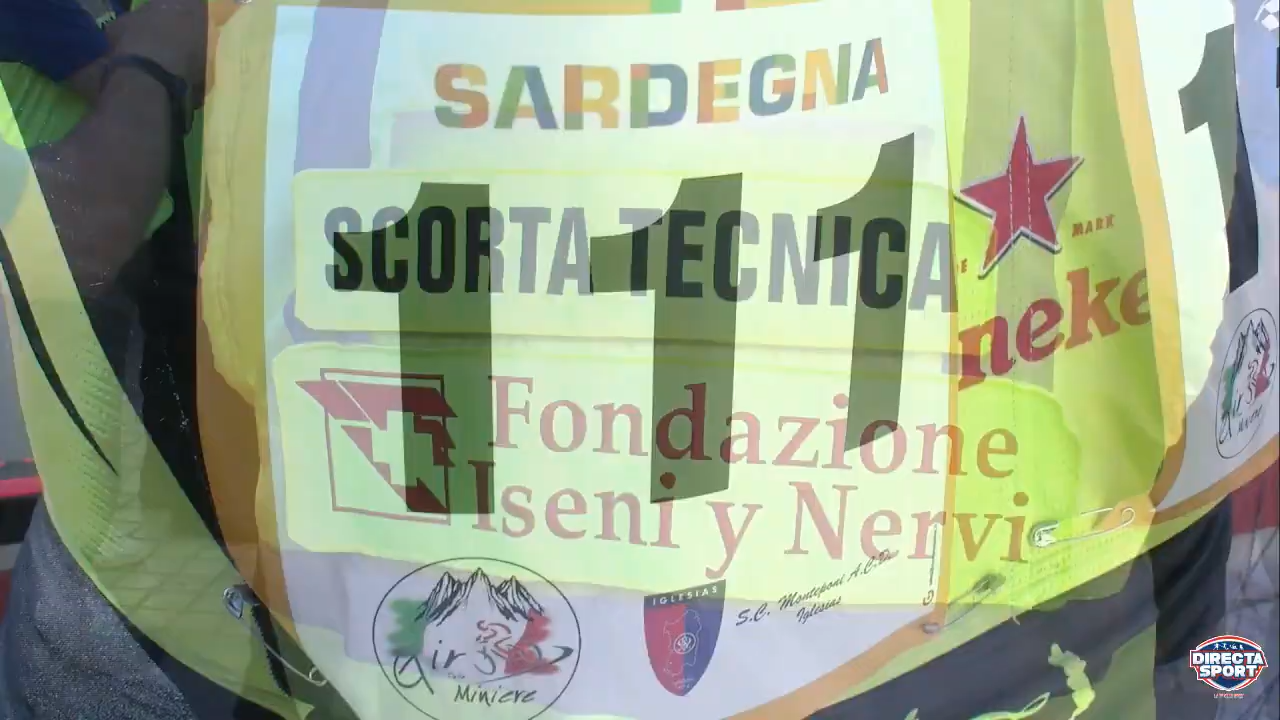 SARDEGNA
111
SCORTA TECNICA
MARK
neke
Fondazione
Iseni y Nervi
IGLESIAS
S.C. Monteponi A.C.
Iglesias
Miniere
DIRECTA
SPORT